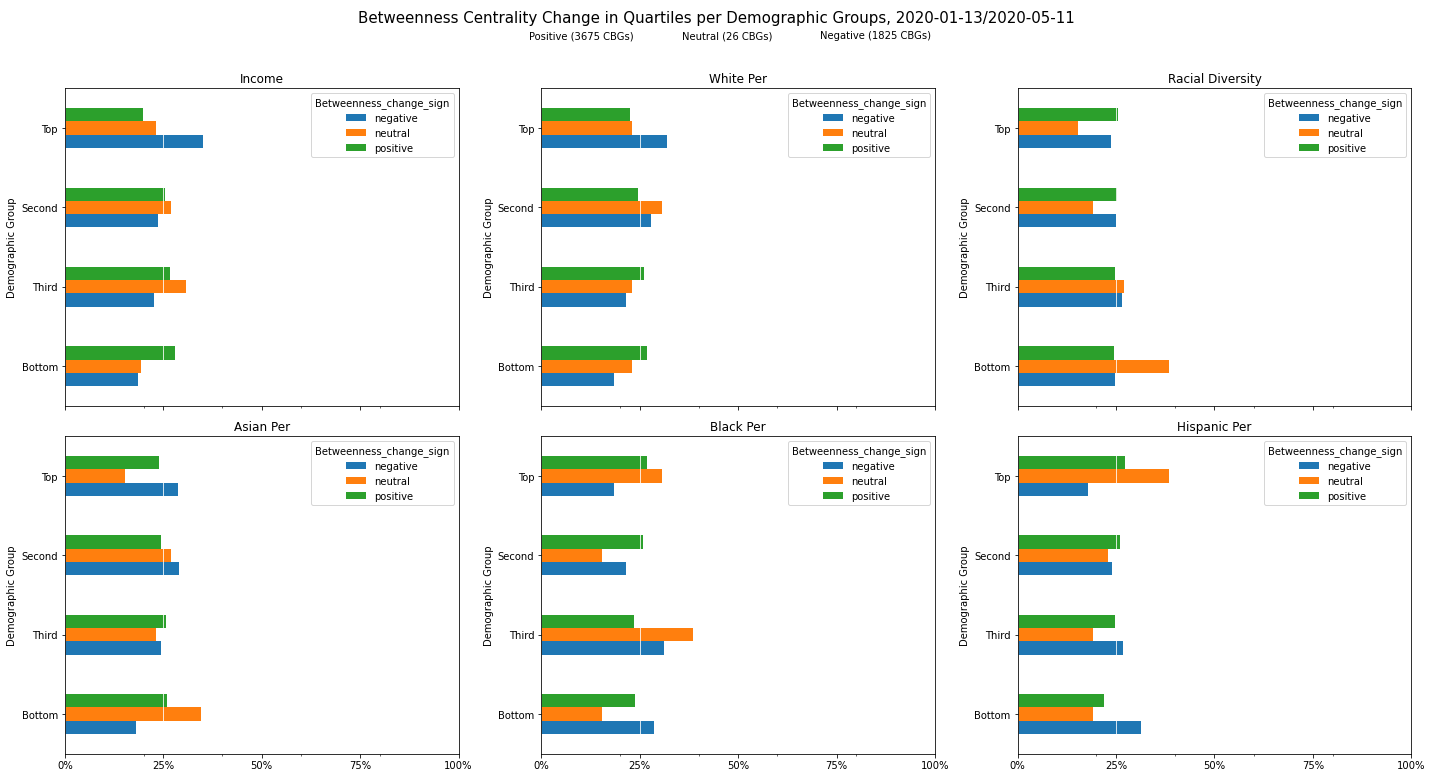 Betweenness Centrality Change in Quartiles per Demographic Groups, 2020-01-13/2020-05-11
Positive (3675 CBGs) Neutral (26 CBGs) Negative (1825 CBGs)
Income
Demographic Group
Top
Second
Third
Bottom
Betweenness_change_sign
negative
neutral
positive
White Per
Demographic Group
Top
Second
Third
Bottom
Betweenness_change_sign
negative
neutral
positive
Racial Diversity
Demographic Group
Top
Second
Third
Bottom
Betweenness_change_sign
negative
neutral
positive
Asian Per
Demographic Group
Top
Second
Third
Bottom
Betweenness_change_sign
negative
neutral
positive
0% 25% 50% 75% 100%
Black Per
Demographic Group
Top
Second
Third
Bottom
Betweenness_change_sign
negative
neutral
positive
0% 25% 50% 75% 100%
Hispanic Per
Demographic Group
Top
Second
Third
Bottom
Betweenness_change_sign
negative
neutral
positive
0% 25% 50% 75% 100%